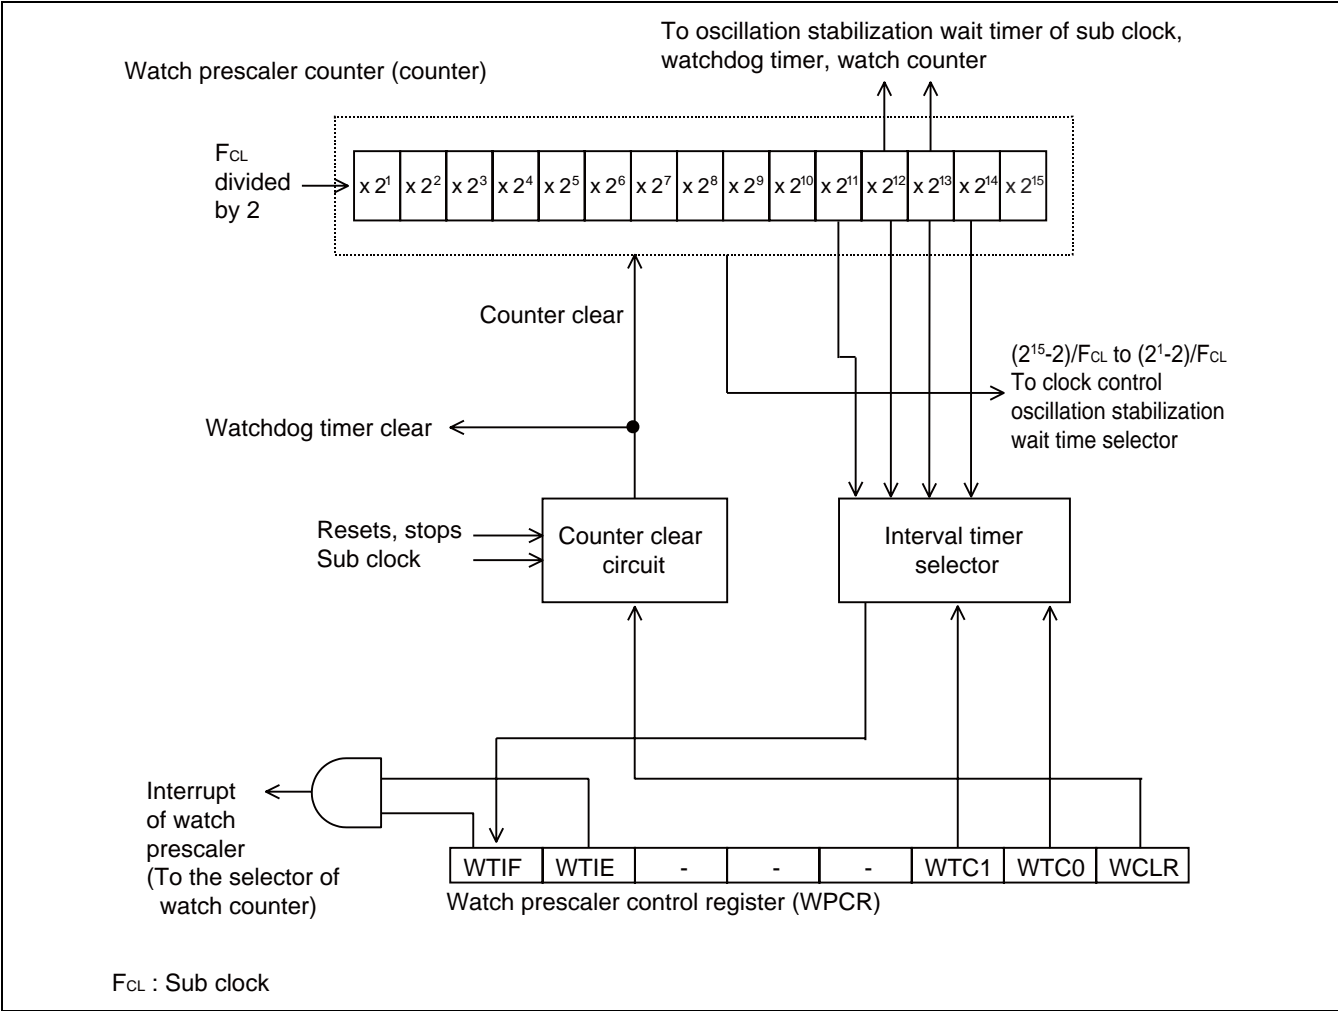 To oscillation stabilization wait timer of sub clock,
watchdog timer, watch counter
Watch prescaler counter (counter)
FCL
divided
by 2
x 2¹ x 2² x 2³ x 2⁴ x 2⁵ x 2⁶ x 2⁷ x 2⁸ x 2⁹ x 2¹⁰ x 2¹¹ x 2¹² x 2¹³ x 2¹⁴ x 2¹⁵
Counter clear
(2¹⁵-2)/FCL to (2¹-2)/FCL
To clock control
oscillation stabilization
wait time selector
Watchdog timer clear
Resets, stops
Sub clock
Counter clear
circuit
Interval timer
selector
Interrupt
of watch
prescaler
(To the selector of
watch counter)
WTIF WTIE - - - WTC1 WTC0 WCLR
Watch prescaler control register (WPCR)
FCL : Sub clock